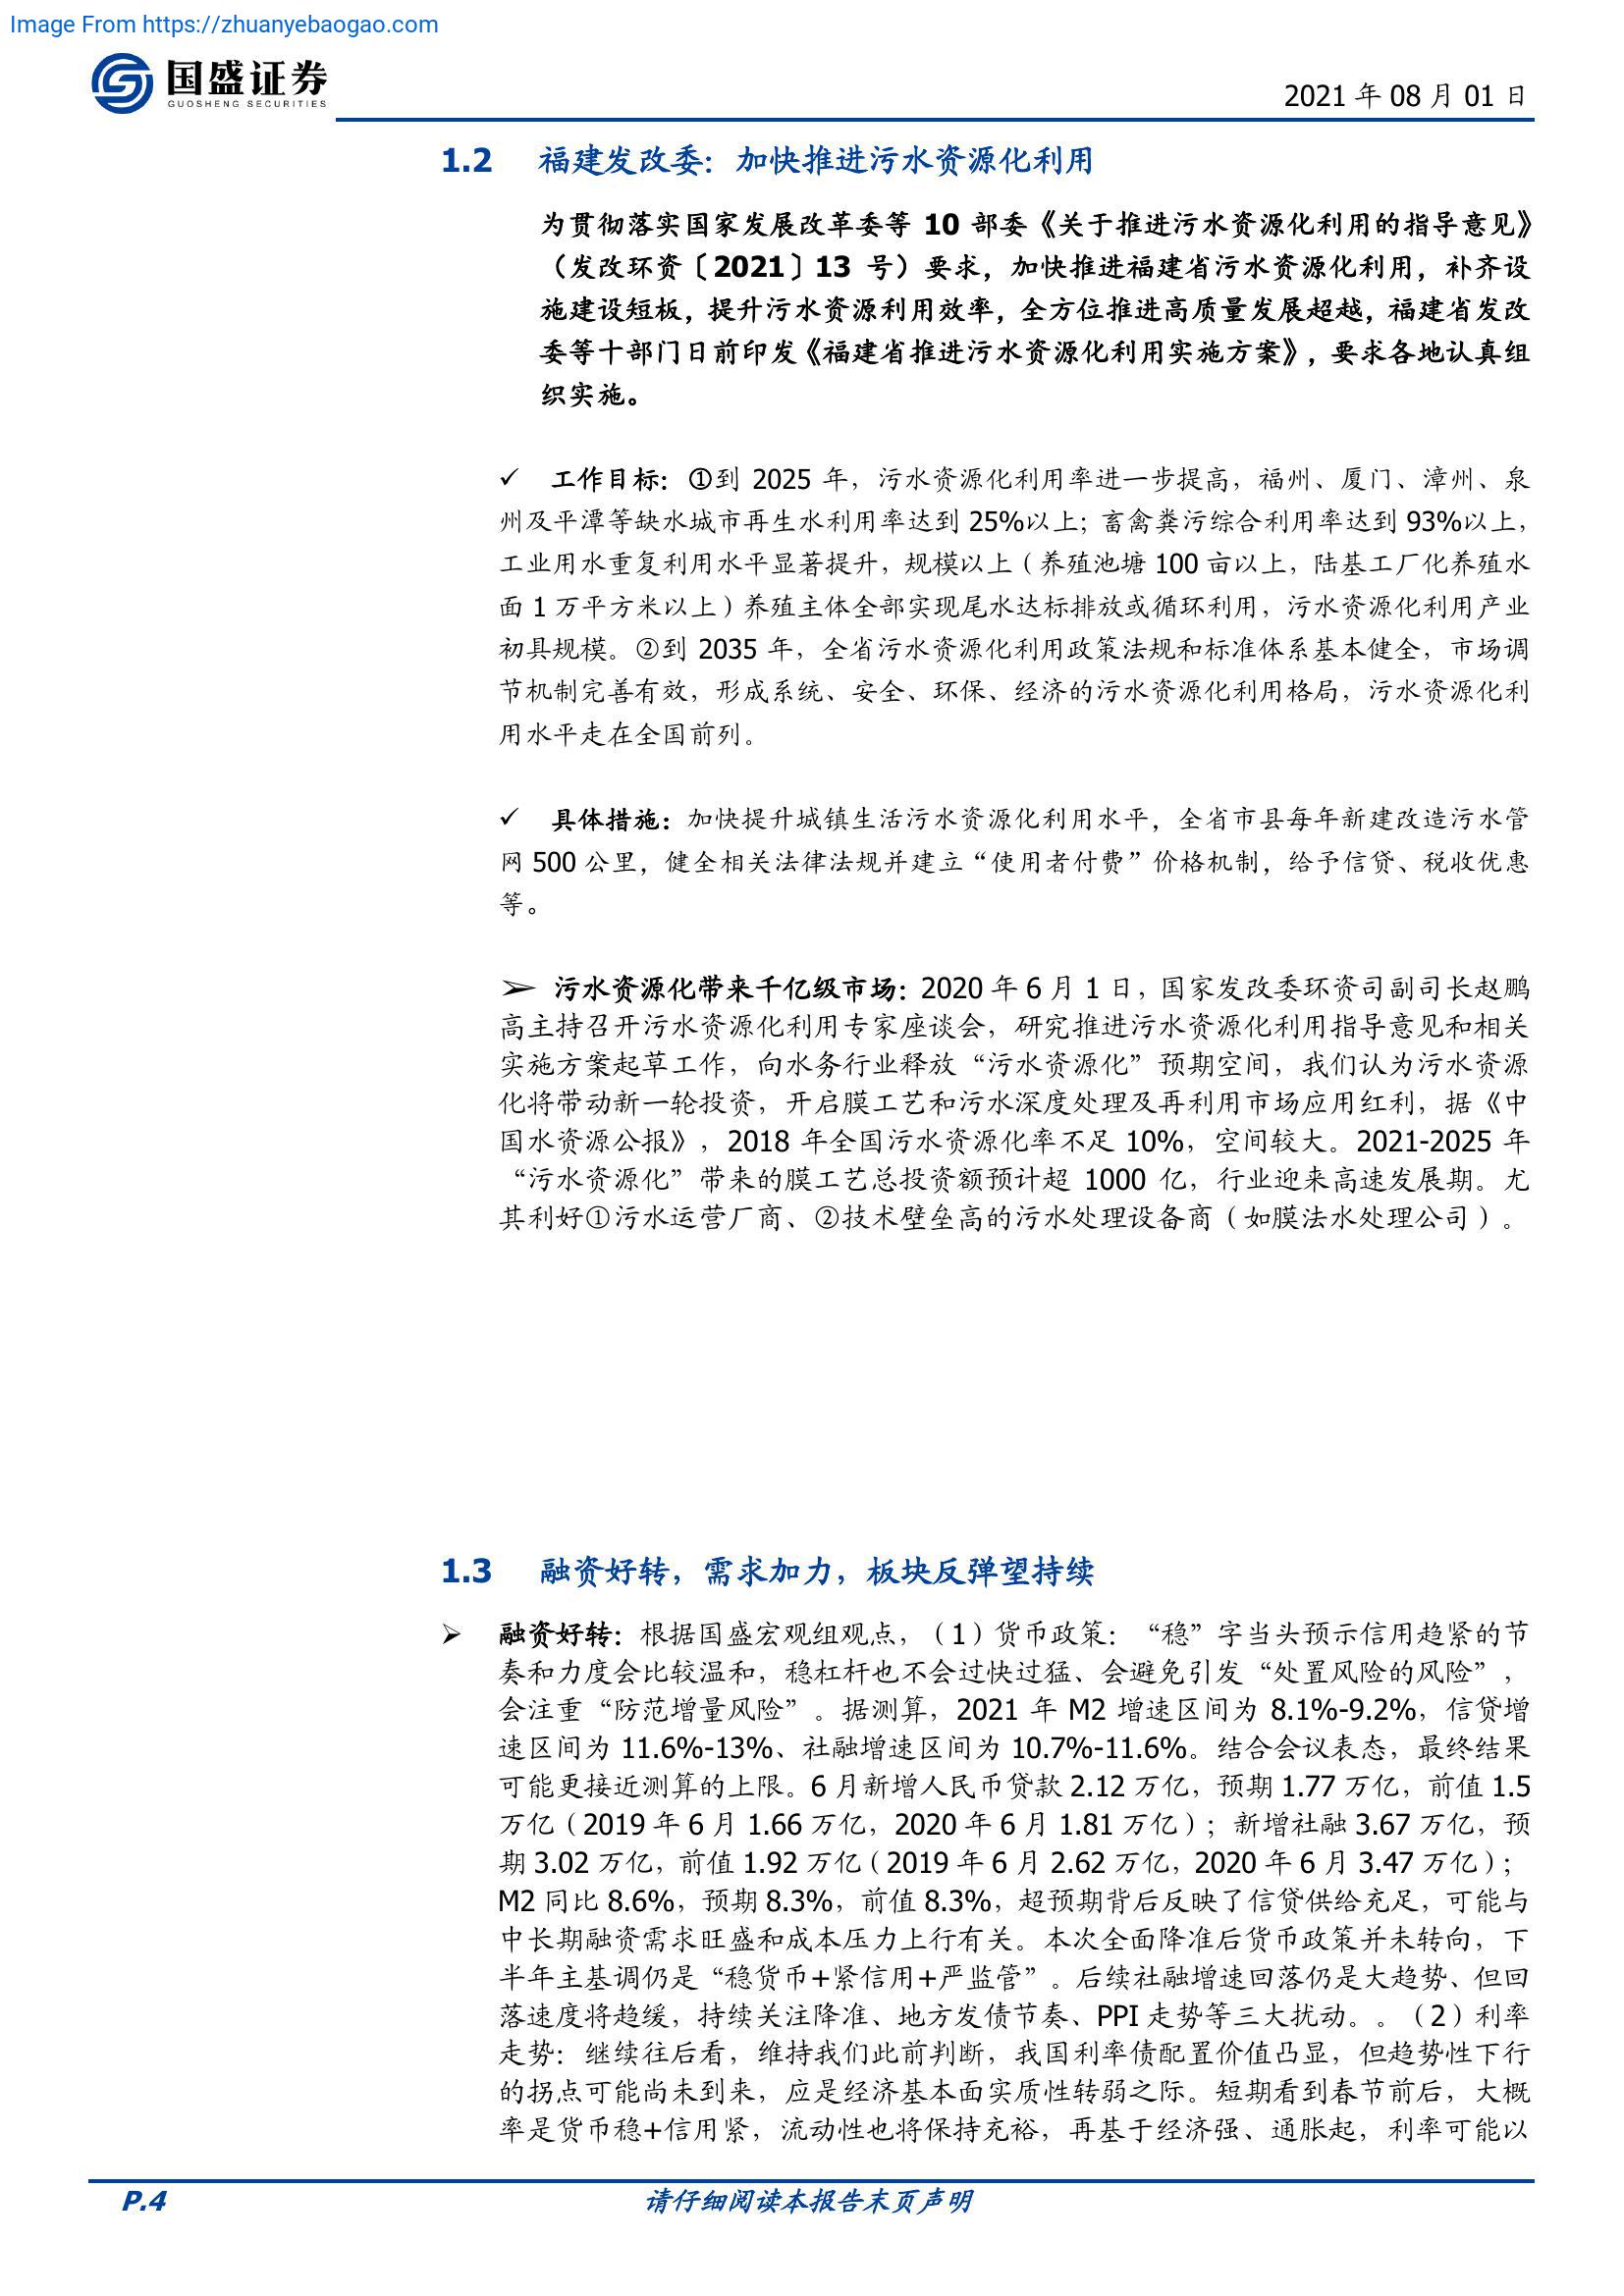 Image From https://zhuanyebaogao.com
国盛证券
GUOSHENG SECURITIES
2021 年 08 月 01 日
1.2 福建发改委：加快推进污水资源化利用
为贯彻落实国家发展改革委等 10 部委《关于推进污水资源化利用的指导意见》
（发改环资〔2021〕13 号）要求，加快推进福建省污水资源化利用，补齐设
施建设短板，提升污水资源利用效率，全方位推进高质量发展超越，福建省发改
委等十部门日前印发《福建省推进污水资源化利用实施方案》，要求各地认真组
织实施。
✓ 工作目标：①到 2025 年，污水资源化利用率进一步提高，福州、厦门、漳州、泉
州及平潭等缺水城市再生水利用率达到 25%以上；畜禽粪污综合利用率达到 93%以上，
工业用水重复利用水平显著提升，规模以上（养殖池塘 100 亩以上，陆基工厂化养殖水
面 1 万平方米以上）养殖主体全部实现尾水达标排放或循环利用，污水资源化利用产业
初具规模。②到 2035 年，全省污水资源化利用政策法规和标准体系基本健全，市场调
节机制完善有效，形成系统、安全、环保、经济的污水资源化利用格局，污水资源化利
用水平走在全国前列。
✓ 具体措施：加快提升城镇生活污水资源化利用水平，全省市县每年新建改造污水管
网 500 公里，健全相关法律法规并建立“使用者付费”价格机制，给予信贷、税收优惠
等。
➢ 污水资源化带来千亿级市场：2020 年 6 月 1 日，国家发改委环资司副司长赵鹏
高主持召开污水资源化利用专家座谈会，研究推进污水资源化利用指导意见和相关
实施方案起草工作，向水务行业释放“污水资源化”预期空间，我们认为污水资源
化将带动新一轮投资，开启膜工艺和污水深度处理及再利用市场应用红利，据《中
国水资源公报》，2018 年全国污水资源化率不足 10%，空间较大。2021-2025 年
“污水资源化”带来的膜工艺总投资额预计超 1000 亿，行业迎来高速发展期。尤
其利好①污水运营厂商、②技术壁垒高的污水处理设备商（如膜法水处理公司）。
1.3 融资好转，需求加力，板块反弹望持续
➢ 融资好转：根据国盛宏观组观点，（1）货币政策：“稳”字当头预示信用趋紧的节
奏和力度会比较温和，稳杠杆也不会过快过猛、会避免引发“处置风险的风险”，
会注重“防范增量风险”。据测算，2021 年 M2 增速区间为 8.1%-9.2%，信贷增
速区间为 11.6%-13%、社融增速区间为 10.7%-11.6%。结合会议表态，最终结果
可能更接近测算的上限。6 月新增人民币贷款 2.12 万亿，预期 1.77 万亿，前值 1.5
万亿（2019 年 6 月 1.66 万亿，2020 年 6 月 1.81 万亿）；新增社融 3.67 万亿，预
期 3.02 万亿，前值 1.92 万亿（2019 年 6 月 2.62 万亿，2020 年 6 月 3.47 万亿）；
M2 同比 8.6%，预期 8.3%，前值 8.3%，超预期背后反映了信贷供给充足，可能与
中长期融资需求旺盛和成本压力上行有关。本次全面降准后货币政策并未转向，下
半年主基调仍是“稳货币+紧信用+严监管”。后续社融增速回落仍是大趋势、但回
落速度将趋缓，持续关注降准、地方发债节奏、PPI 走势等三大扰动。。（2）利率
走势：继续往后看，维持我们此前判断，我国利率债配置价值凸显，但趋势性下行
的拐点可能尚未到来，应是经济基本面实质性转弱之际。短期看到春节前后，大概
率是货币稳+信用紧，流动性也将保持充裕，再基于经济强、通胀起，利率可能以
P.4
请仔细阅读本报告末页声明